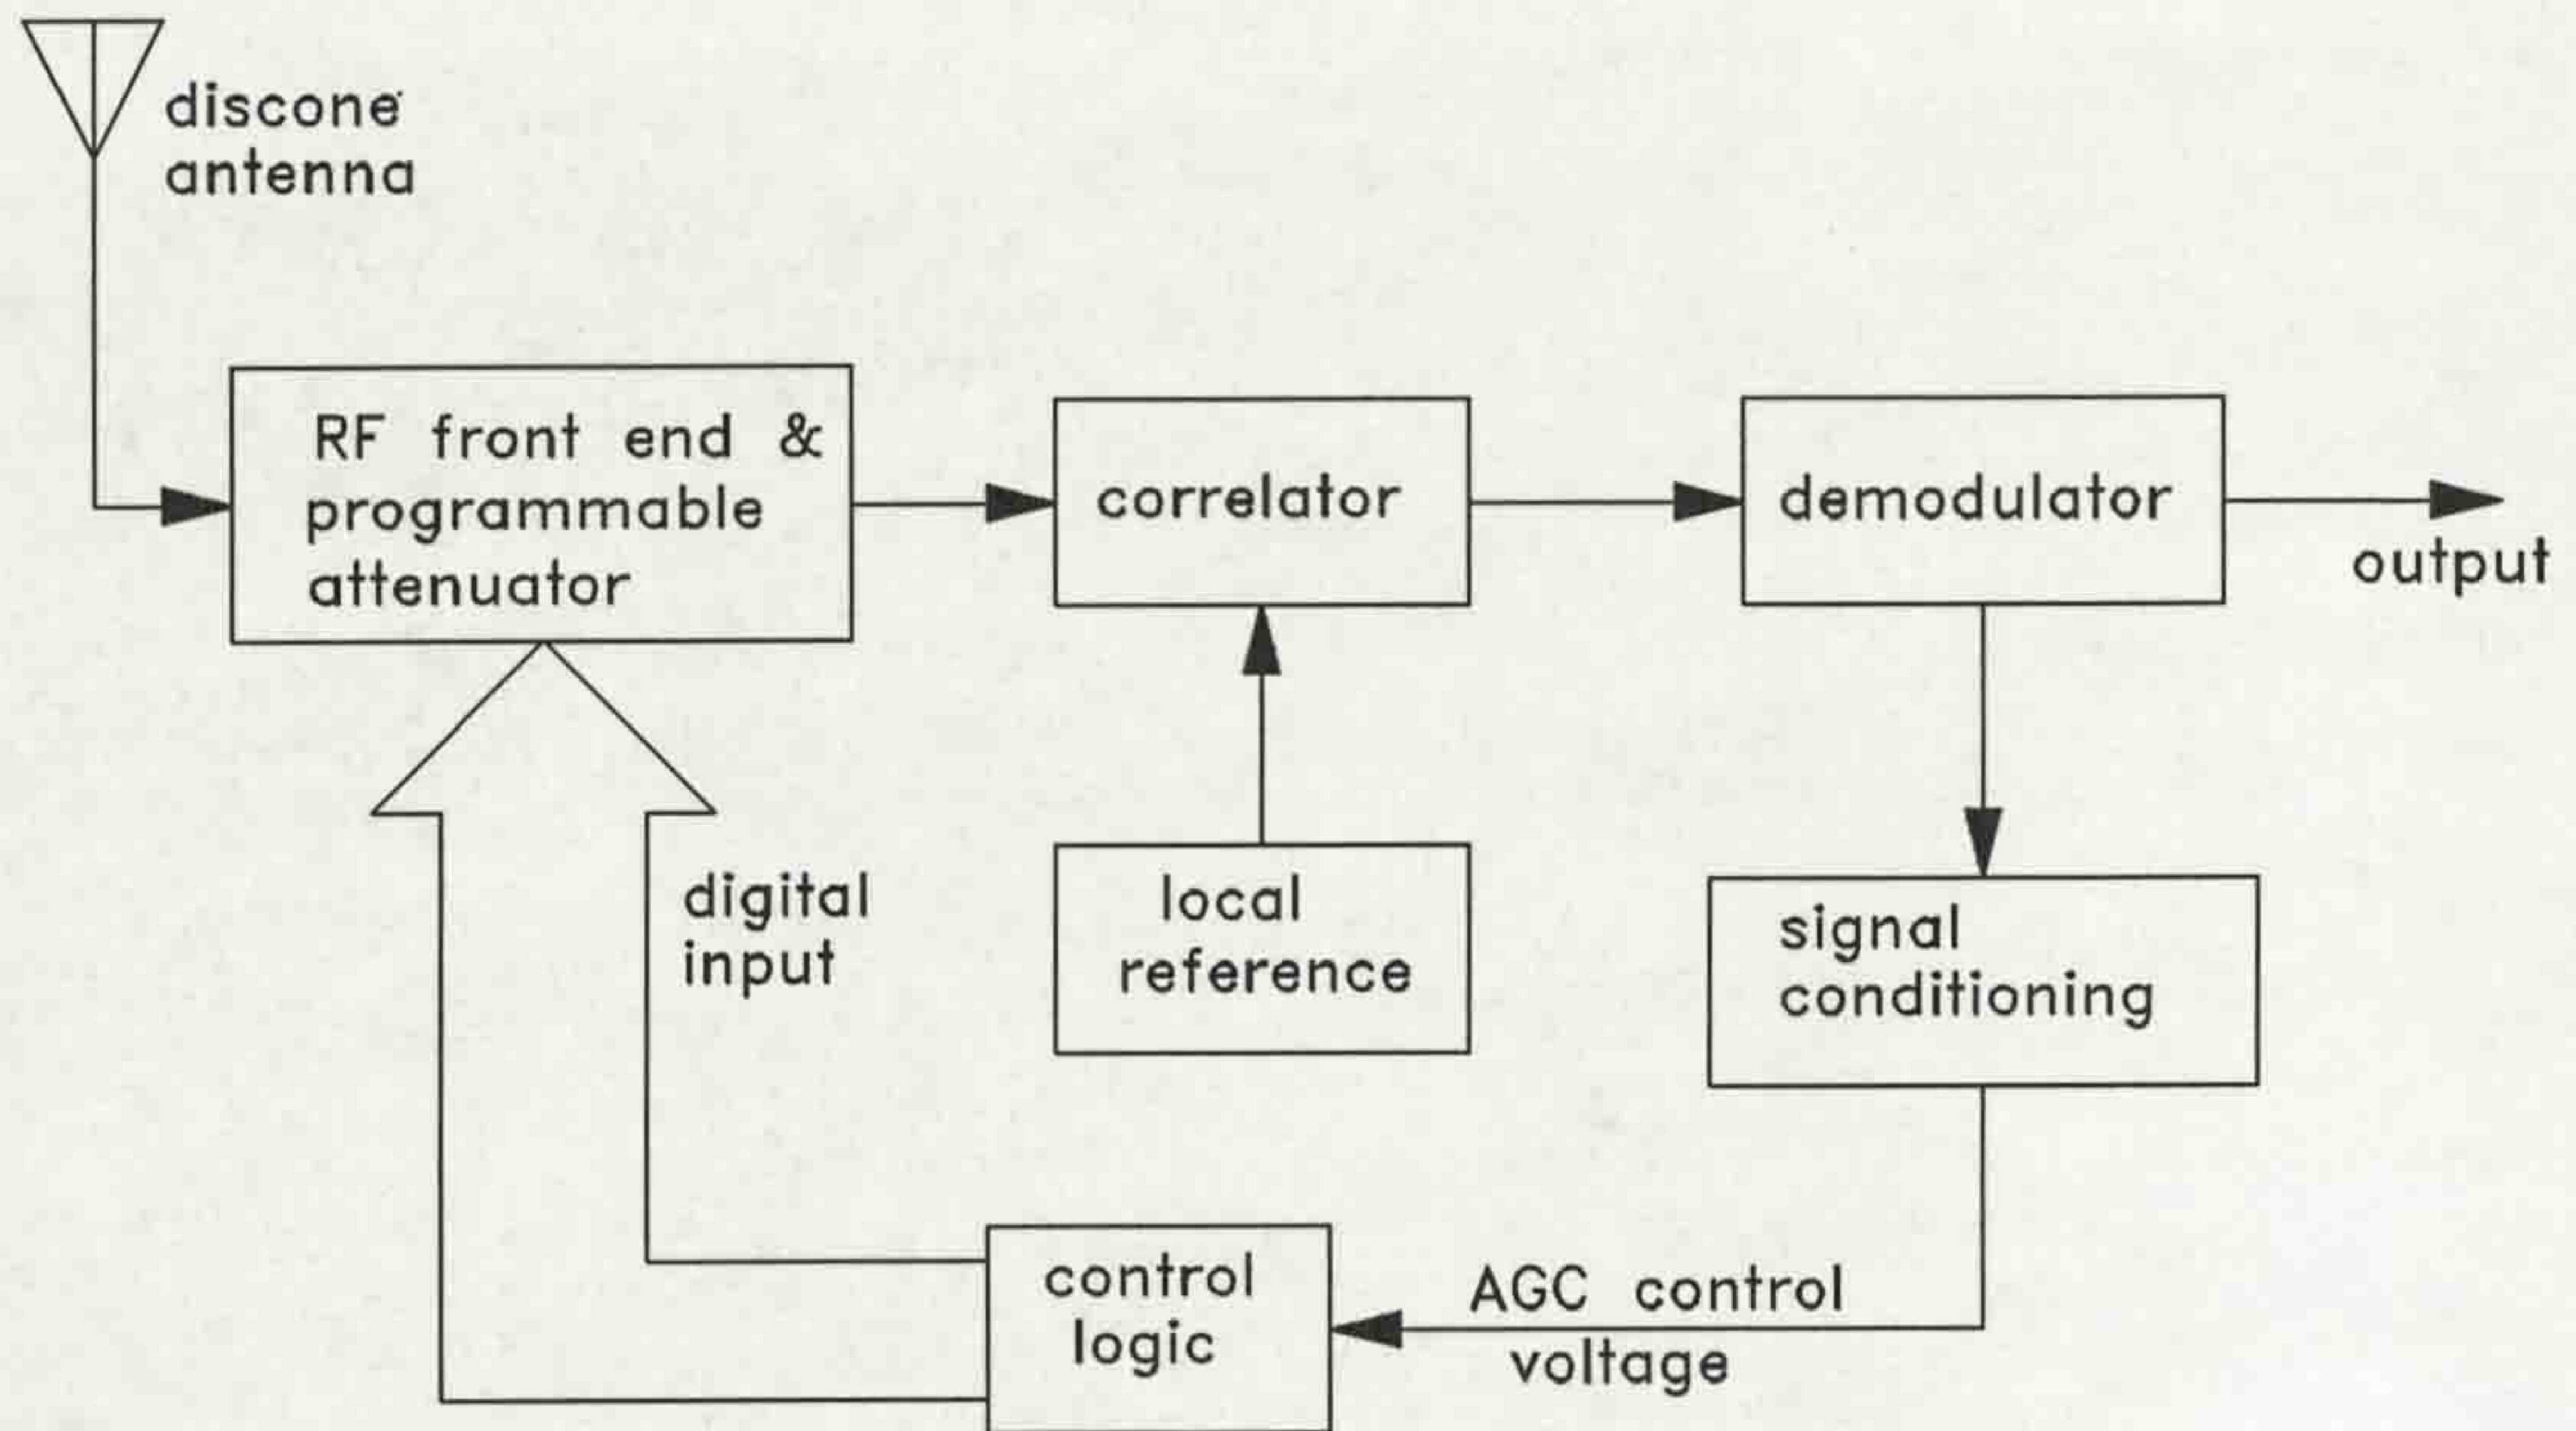 discone
antenna
RF front end &
programmable
attenuator
correlator
demodulator
output
digital
input
local
reference
signal
conditioning
control
logic
AGC control
voltage